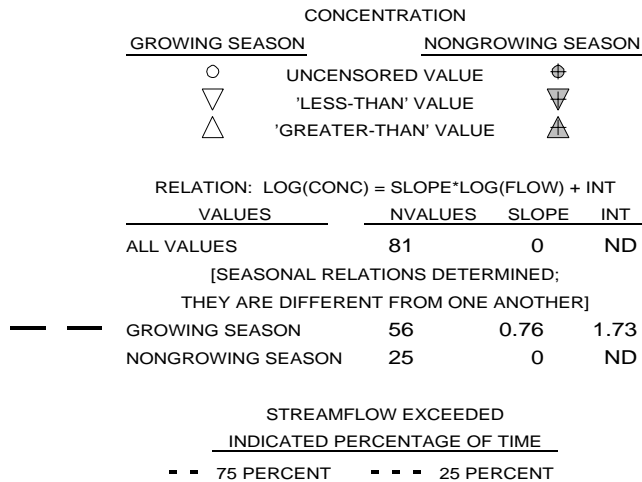 CONCENTRATION
GROWING SEASON NONGROWING SEASON
UNCENSORED VALUE
'LESS-THAN' VALUE
'GREATER-THAN' VALUE
RELATION: LOG(CONC) = SLOPE*LOG(FLOW) + INT
VALUES NVALUES SLOPE INT
ALL VALUES 81 0 ND
[SEASONAL RELATIONS DETERMINED;
THEY ARE DIFFERENT FROM ONE ANOTHER]
GROWING SEASON 56 0.76 1.73
NONGROWING SEASON 25 0 ND
STREAMFLOW EXCEEDED
INDICATED PERCENTAGE OF TIME
75 PERCENT 25 PERCENT